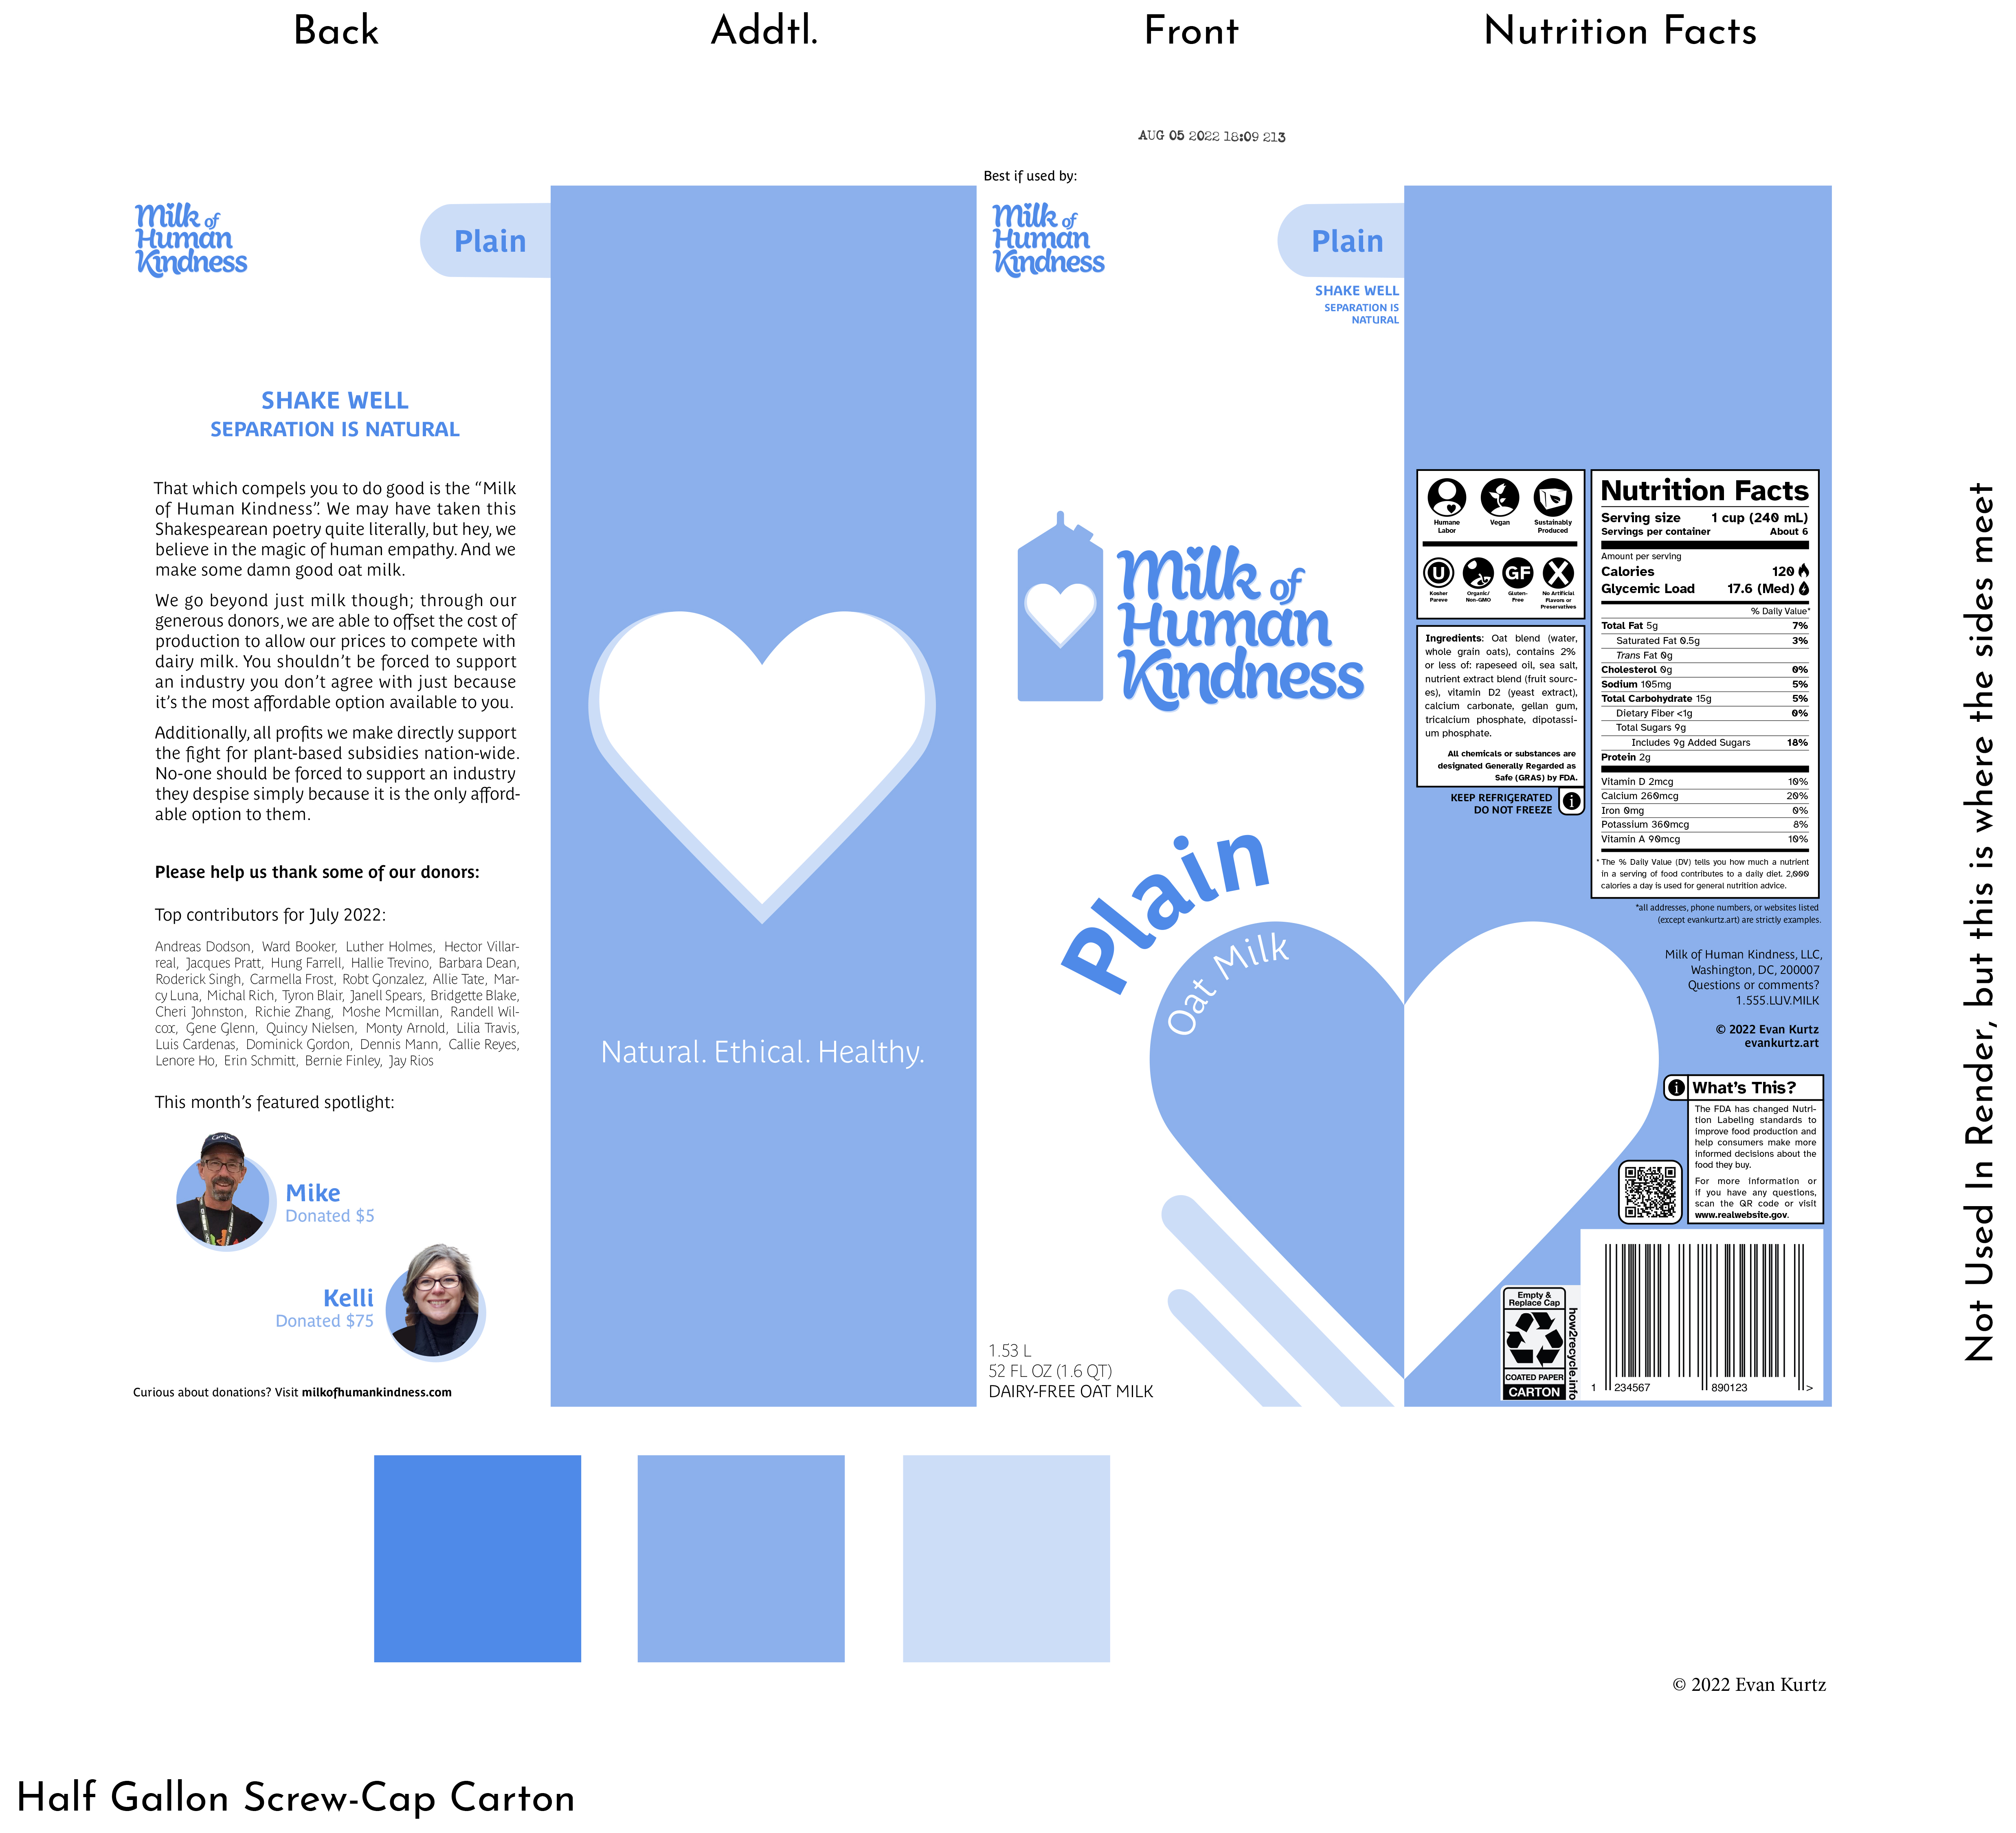 Back
Addtl.
Front
Nutrition Facts
AUG 05 2022 18:09 213
Best if used by:
Milk of
Human
Kindness
Plain
SHAKE WELL
SEPARATION IS NATURAL
That which compels you to do good is the “Milk
of Human Kindness”. We may have taken this
Shakespearean poetry quite literally, but hey, we
believe in the magic of human empathy. And we
make some damn good oat milk.
We go beyond just milk though; through our
generous donors, we are able to offset the cost of
production to allow our prices to compete with
dairy milk. You shouldn't be forced to support
an industry you don't agree with just because
it's the most affordable option available to you.
Additionally, all profits we make directly support
the fight for plant-based subsidies nation-wide.
No-one should be forced to support an industry
they despise simply because it is the only afford-
able option to them.
Please help us thank some of our donors:
Top contributors for July 2022:
Andreas Dodson, Ward Booker, Luther Holmes, Hector Villar-
real, Jacques Pratt, Hung Farrell, Hallie Trevino, Barbara Dean,
Roderick Singh, Carmella Frost, Robt Gonzalez, Allie Tate, Mar-
cy Luna, Michal Rich, Tyron Blair, Janell Spears, Bridgette Blake,
Cheri Johnston, Richie Zhang, Moshe Mcmillan, Randell Wil-
cox, Gene Glenn, Quincy Nielsen, Monty Arnold, Lilia Travis,
Luis Cardenas, Dominick Gordon, Dennis Mann, Callie Reyes,
Lenore Ho, Erin Schmitt, Bernie Finley, Jay Rios
This month's featured spotlight:
Mike
Donated $5
Kelli
Donated $75
Curious about donations? Visit milkofhumankindness.com
Natural. Ethical. Healthy.
Milk of
Human
Kindness
Plain
SHAKE WELL
SEPARATION IS
NATURAL
Milk of
Human
Kindness
Plain
Oat Milk
1.53 L
52 FL OZ (1.6 QT)
DAIRY-FREE OAT MILK
Humane
Labor
Vegan
Sustainably
Produced
U
GF
X
Kosher
Pareve
Organic/
Non-GMO
Gluten-
Free
No Artificial
Flavors or
Preservatives
Ingredients: Oat blend (water,
whole grain oats), contains 2%
or less of: rapeseed oil, sea salt,
nutrient extract blend (fruit sourc-
es), vitamin D2 (yeast extract),
calcium carbonate, gellan gum,
tricalcium phosphate, dipotassi-
um phosphate.
All chemicals or substances are
designated Generally Regarded as
Safe (GRAS) by FDA.
KEEP REFRIGERATED
DO NOT FREEZE
i
Nutrition Facts
Serving size 1 cup (240 mL)
Servings per container About 6
Amount per serving
Calories 120
Glycemic Load 17.6 (Med)
% Daily Value*
Total Fat 5g 7%
Saturated Fat 0.5g 3%
Trans Fat 0g
Cholesterol 0g 0%
Sodium 105mg 5%
Total Carbohydrate 15g 5%
Dietary Fiber <1g 0%
Total Sugars 9g
Includes 9g Added Sugars 18%
Protein 2g
Vitamin D 2mcg 10%
Calcium 260mcg 20%
Iron 0mg 0%
Potassium 360mcg 8%
Vitamin A 90mcg 10%
* The % Daily Value (DV) tells you how much a nutrient
in a serving of food contributes to a daily diet. 2,000
calories a day is used for general nutrition advice.
*all addresses, phone numbers, or websites listed
(except evankurtz.art) are strictly examples.
Milk of Human Kindness, LLC,
Washington, DC, 200007
Questions or comments?
1.555.LUV.MILK
© 2022 Evan Kurtz
evankurtz.art
i What's This?
The FDA has changed Nutri-
tion Labeling standards to
improve food production and
help consumers make more
informed decisions about the
food they buy.
For more information or
if you have any questions,
scan the QR code or visit
www.realwebsite.gov.
Empty &
Replace Cap
COATED PAPER
CARTON
how2recycle.info
1 234567 890123 >
Not Used In Render, but this is where the sides meet
© 2022 Evan Kurtz
Half Gallon Screw-Cap Carton